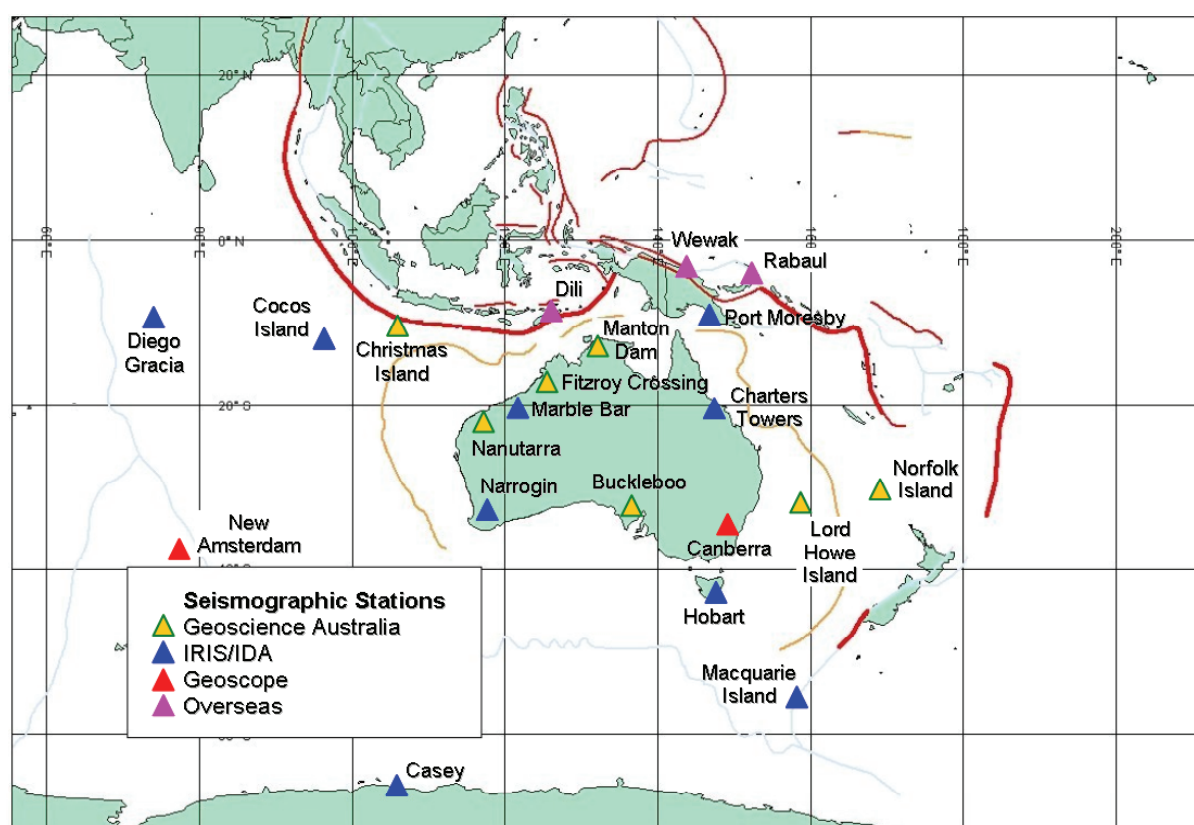 20° N
0° N
Wewak
Rabaul
Dili
Cocos
Island
Port Moresby
Diego
Gracia
Christmas
Island
Manton
Dam
Fitzroy Crossing
Marble Bar
Charters
Towers
20° S
Nanutarra
Narrogin
Buckleboo
Norfolk
Island
New
Amsterdam
Canberra
Lord
Howe
Island
Hobart
Seismographic Stations
Geoscience Australia
IRIS/IDA
Geoscope
Overseas
Macquarie
Island
Casey